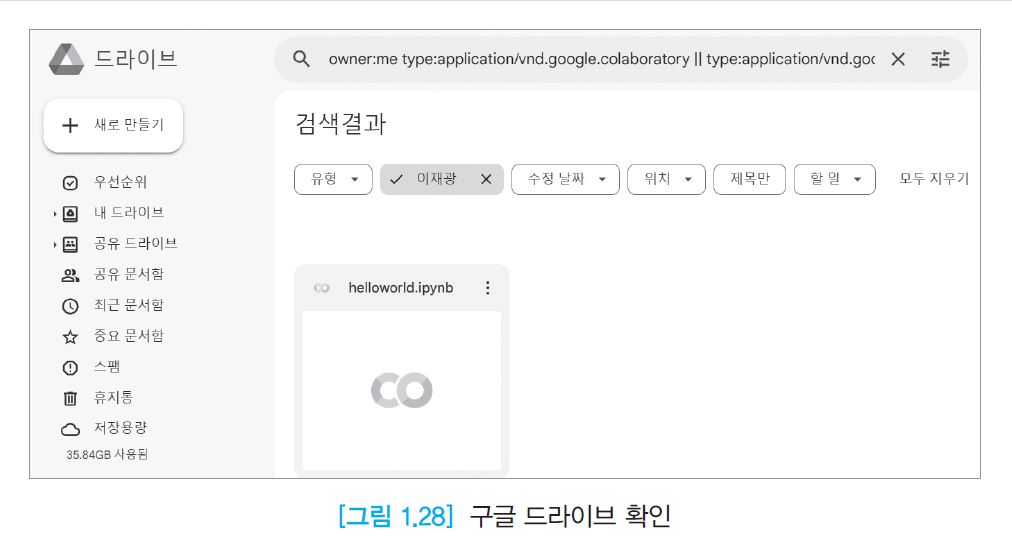 드라이브
owner:me type:application/vnd.google.colaboratory || type:application/vnd.goo
새로 만들기
검색결과
유형 이재광 수정 날짜 위치 제목만 할 일 모두 지우기
우선순위
내 드라이브
공유 드라이브
공유 문서함
최근 문서함
중요 문서함
스팸
휴지통
저장용량
35.84GB 사용됨
helloworld.ipynb
[그림 1.28] 구글 드라이브 확인